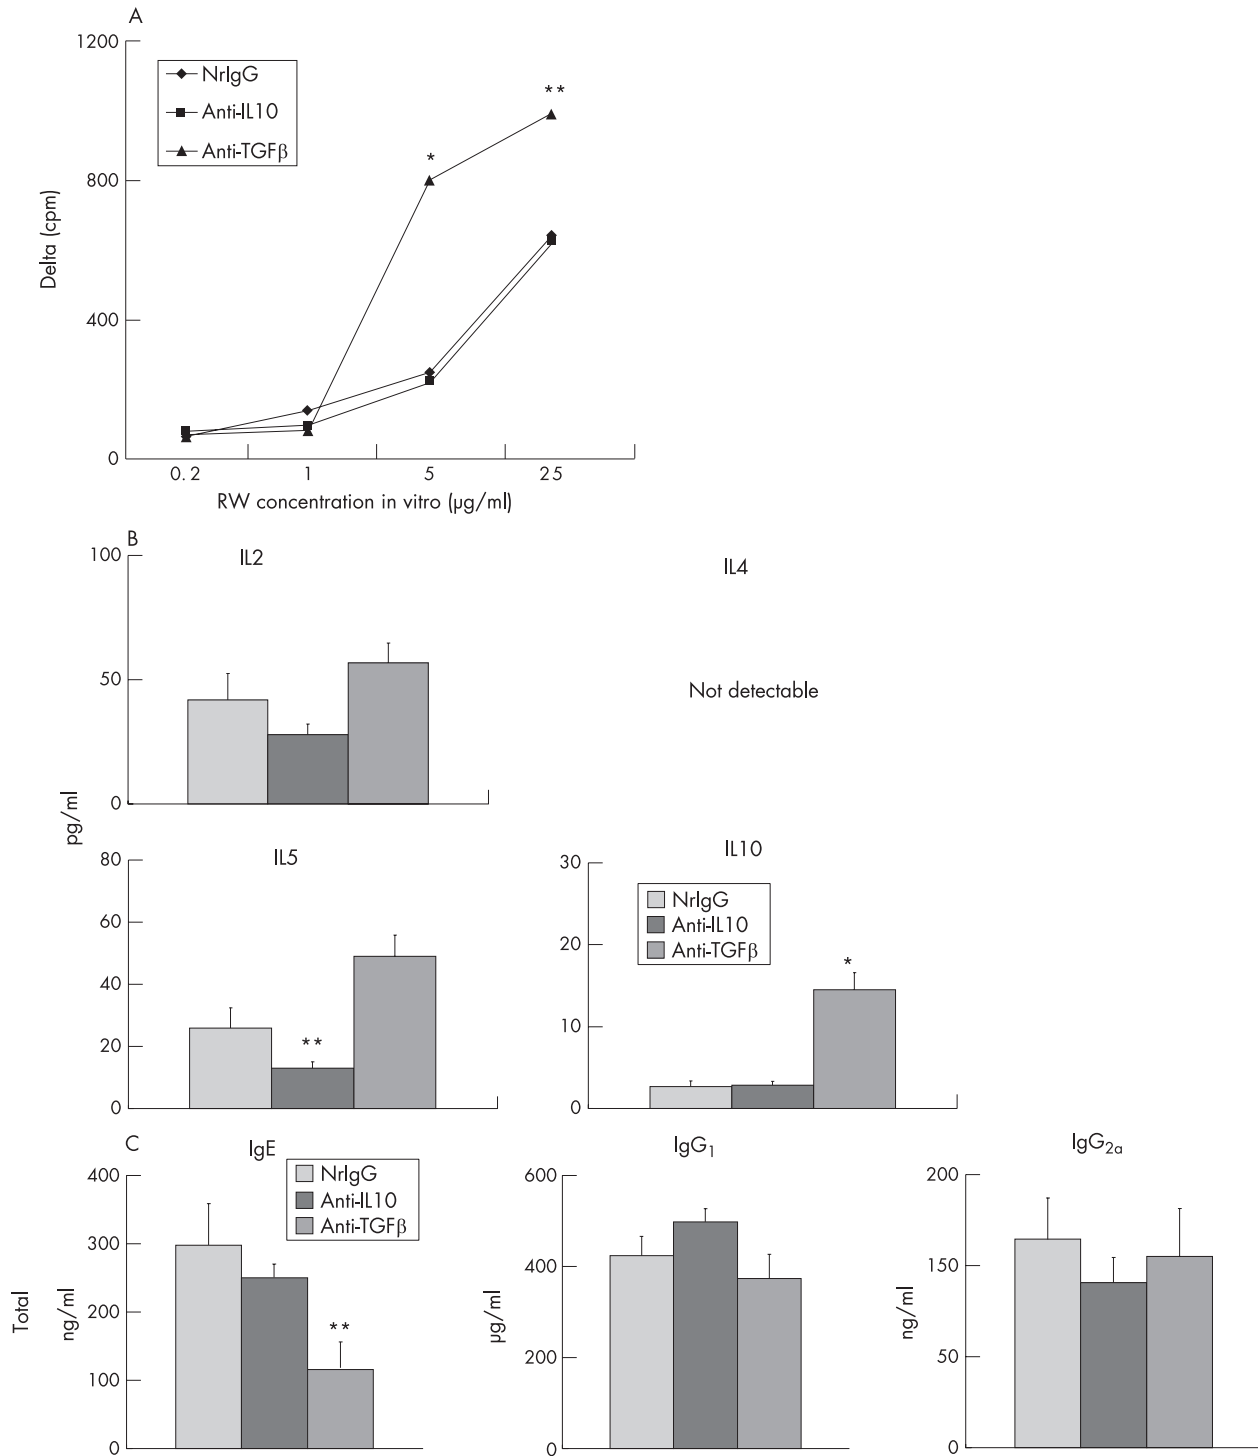 A
1200
800
400
0
Delta (cpm)
NrIgG
Anti-IL10
Anti-TGFβ
*
**
0.2 1 5 25
RW concentration in vitro (µg/ml)
B
IL2
100
50
0
pg/ml
IL4
Not detectable
IL5
80
60
40
20
0
**
IL10
30
20
10
0
NrIgG
Anti-IL10
Anti-TGFβ
*
C
Total
IgE
400
300
200
100
0
ng/ml
NrIgG
Anti-IL10
Anti-TGFβ
**
IgG1
600
400
200
0
µg/ml
IgG2a
200
150
50
0
ng/ml